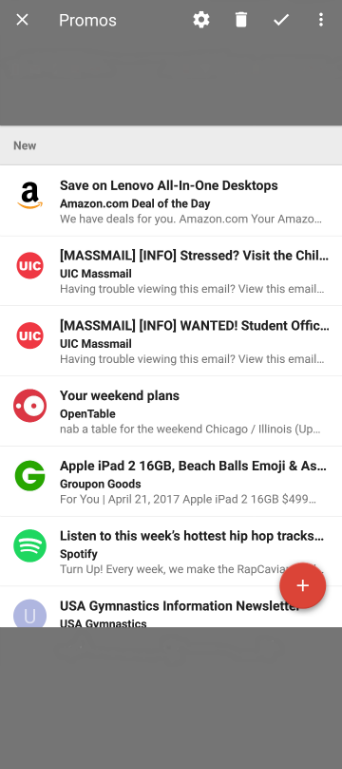 Promos
New
Save on Lenovo All-In-One Desktops
Amazon.com Deal of the Day
We have deals for you. Amazon.com Your Amazo...
UIC
[MASSMAIL] [INFO] Stressed? Visit the Chil...
UIC Massmail
Having trouble viewing this email? View this email...
UIC
[MASSMAIL] [INFO] WANTED! Student Offic...
UIC Massmail
Having trouble viewing this email? View this email...
Your weekend plans
OpenTable
nab a table for the weekend Chicago / Illinois (Up...
Apple iPad 2 16GB, Beach Balls Emoji & As...
Groupon Goods
For You | April 21, 2017 Apple iPad 2 16GB $499...
Listen to this week's hottest hip hop tracks...
Spotify
Turn Up! Every week, we make the RapCaviar
U
USA Gymnastics Information Newsletter
USA Gymnastics